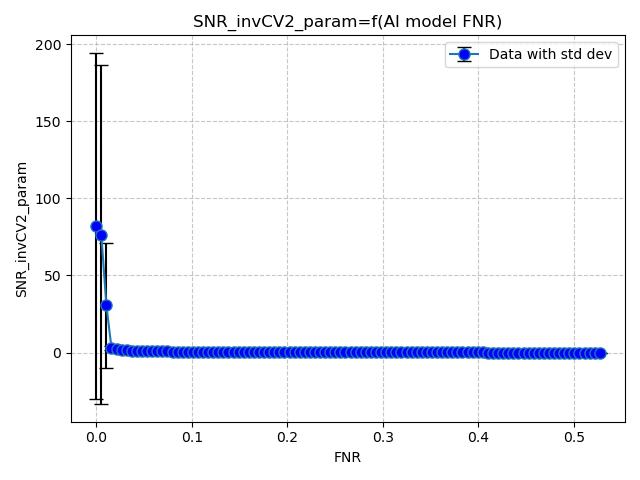 SNR_invCV2_param=f(AI model FNR)
Data with std dev
200
150
100
50
0
SNR_invCV2_param
0.0 0.1 0.2 0.3 0.4 0.5
FNR